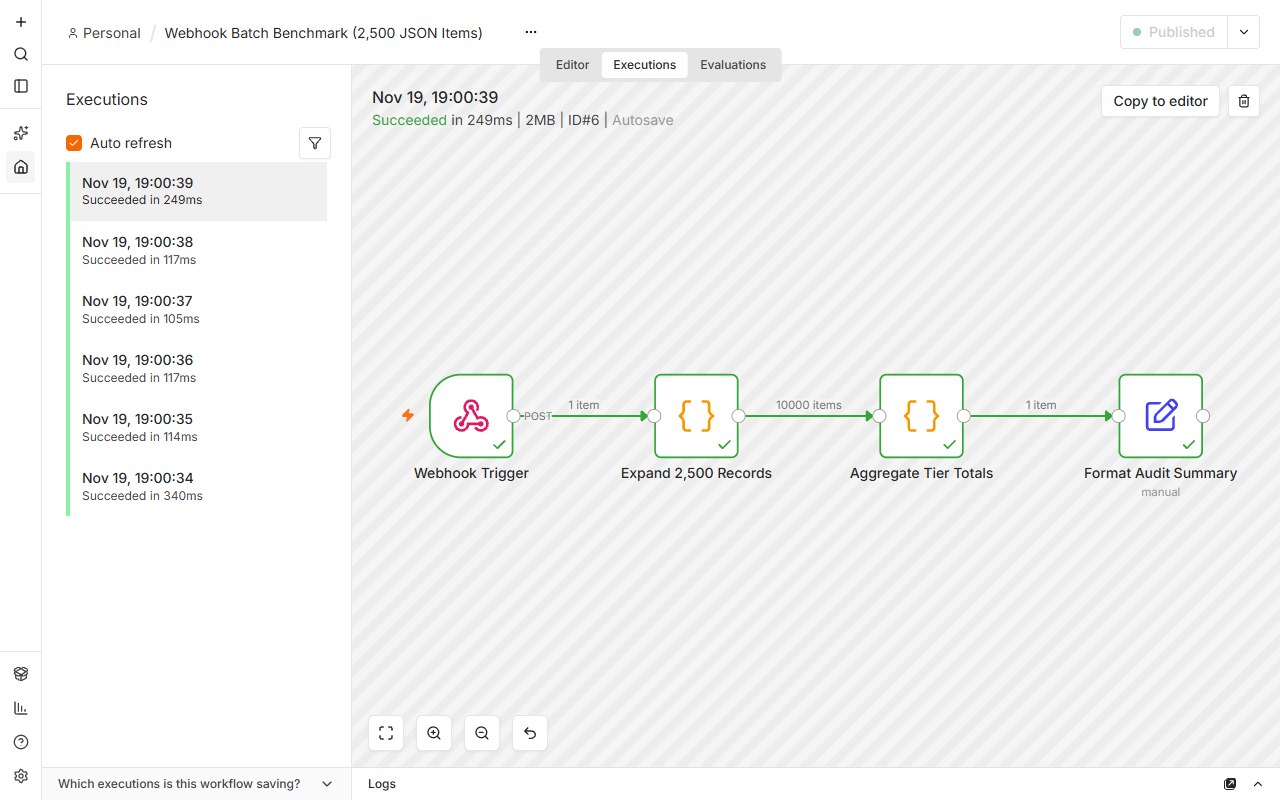 Personal / Webhook Batch Benchmark (2,500 JSON Items) ...
Published
Editor Executions Evaluations
Executions
Auto refresh
Nov 19, 19:00:39
Succeeded in 249ms
Nov 19, 19:00:38
Succeeded in 117ms
Nov 19, 19:00:37
Succeeded in 105ms
Nov 19, 19:00:36
Succeeded in 117ms
Nov 19, 19:00:35
Succeeded in 114ms
Nov 19, 19:00:34
Succeeded in 340ms
Which executions is this workflow saving?
Nov 19, 19:00:39
Succeeded in 249ms | 2MB | ID#6 | Autosave
Copy to editor
POST
1 item
10000 items
1 item
Webhook Trigger
Expand 2,500 Records
Aggregate Tier Totals
Format Audit Summary
manual
Logs